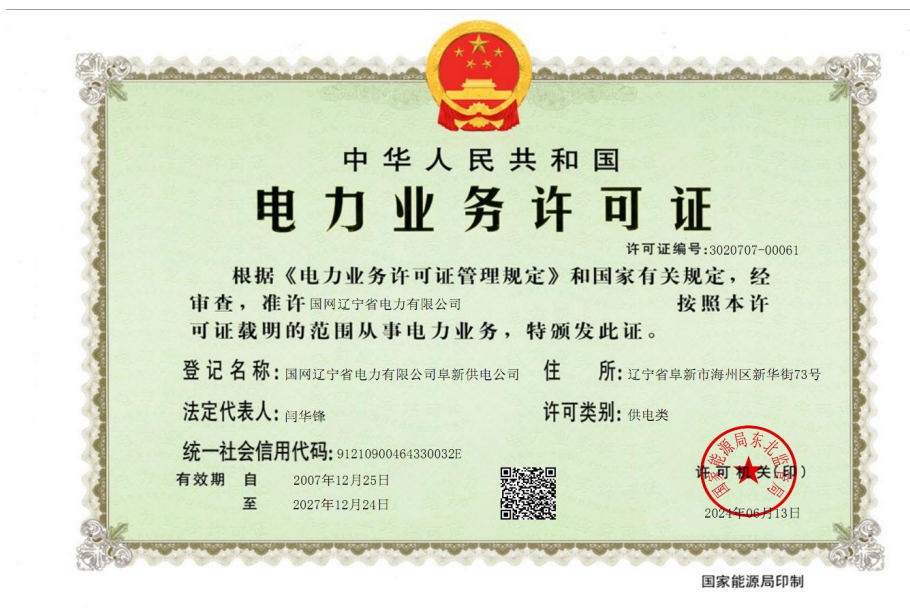 中华人民共和国
电力业务许可证
许可证编号:3020707-00061
根据《电力业务许可证管理规定》和国家有关规定，经
审查，准许国网辽宁省电力有限公司 按照本许
可证载明的范围从事电力业务，特颁发此证。
登记名称: 国网辽宁省电力有限公司阜新供电公司 住 所: 辽宁省阜新市海州区新华街73号
法定代表人: 闫华锋 许可类别: 供电类
统一社会信用代码: 91210900464330032E
有效期 自 2007年12月25日
至 2027年12月24日
国家能源局东北监管局
许可机关(印)
2024年06月13日
国家能源局印制